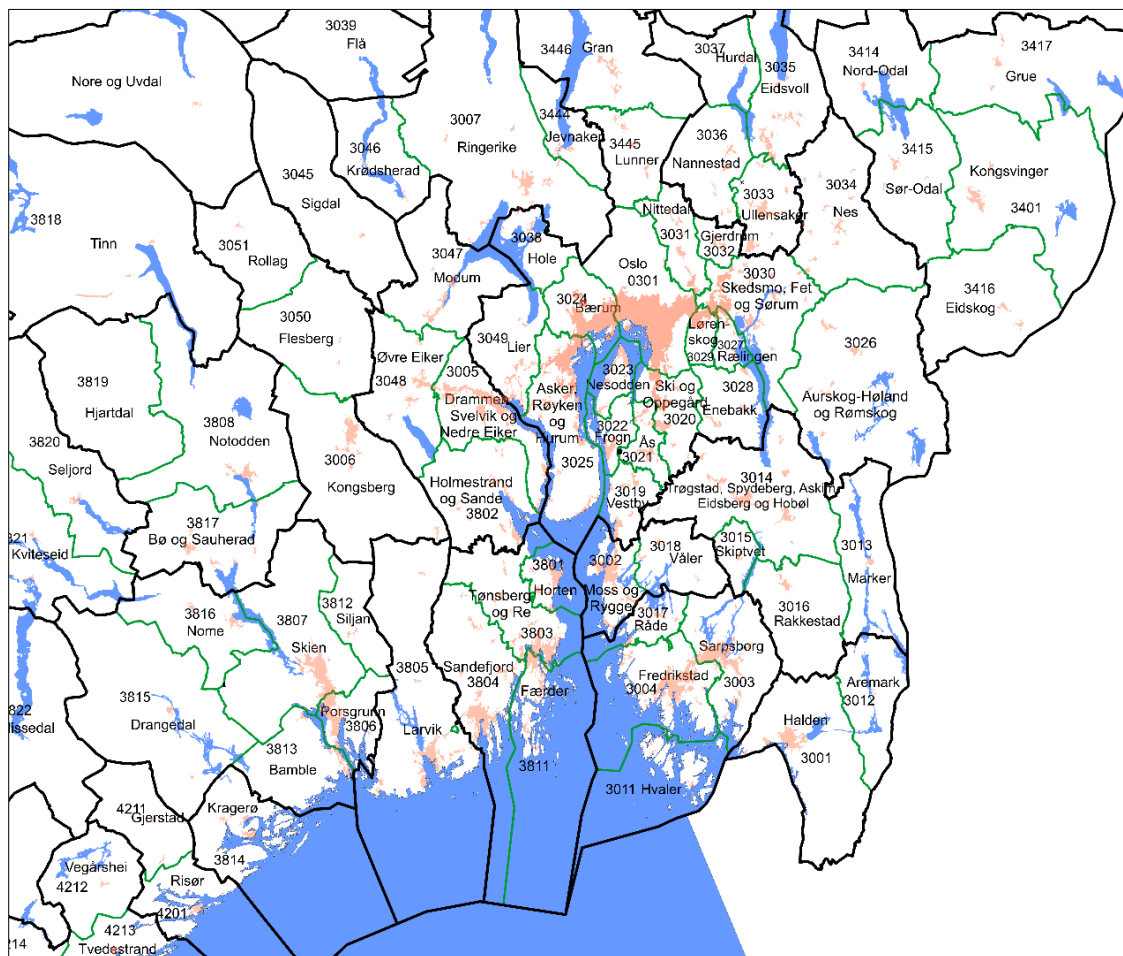 3039
Flå
3446
Gran
3037
Hurdal
3035
Eidsvoll
3414
Nord-Odal
3417
Grue
Nore og Uvdal
3007
Ringerike
3444
Jevnaker
3445
Lunner
3036
Nannestad
3046
Krødsherad
3045
Sigdal
3415
Sør-Odal
Kongsvinger
3401
3034
Nes
3033
Ullensaker
3818
Tinn
3051
Rollag
3047
Modum
3038
Hole
Nittedal
3031
Gjerdrum
3032
Oslo
0301
3030
Skedsmo, Fet
og Sørum
3416
Eidskog
3050
Flesberg
3024
Bærum
3049
Lier
Løren-
skog
3029
3027
Rælingen
3026
Aurskog-Høland
og Rømskog
3819
Hjartdal
Øvre Eiker
3048
3005
Drammen,
Svelvik og
Nedre Eiker
Asker,
Røyken
og
Hurum
3025
3023
Nesodden
Ski og
Oppegård
3020
3028
Enebakk
3808
Notodden
3820
Seljord
3006
Kongsberg
3022
Frogn
Ås
3021
Holmestrand
og Sande
3802
3019
Vestby
3014
Trøgstad, Spydeberg, Askim,
Eidsberg og Hobøl
3817
Bø og Sauherad
821
Kviteseid
3801
Horten
3002
Moss og
Rygge
3018
Våler
3015
Skiptvet
3013
Marker
3816
Nome
3807
Skien
3812
Siljan
Tønsberg
og Re
3803
3017
Råde
3016
Rakkestad
3805
Larvik
Sandefjord
3804
Færder
3811
Fredrikstad
3004
Sarpsborg
3003
Aremark
3012
3815
Drangedal
822
issedal
Porsgrunn
3806
3813
Bamble
Halden
3001
3011 Hvaler
4211
Gjerstad
Kragerø
3814
Vegårshei
4212
Risør
4201
4213
Tvedestrand
214